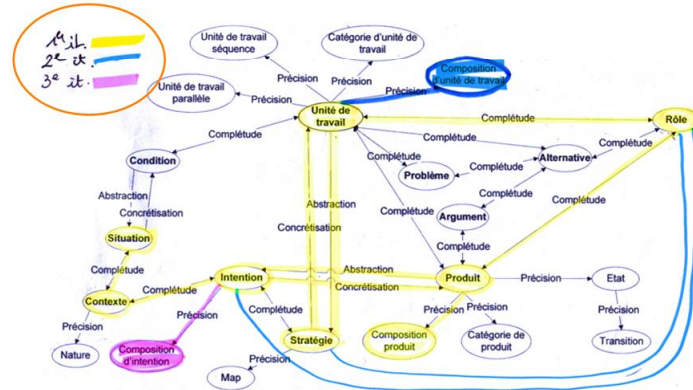 1e it.
2e it.
3e it.
Unité de travail
séquence
Catégorie d'unité de
travail
Précision
Précision
Composition
d'unité de travail
Précision
Unité de travail
parallèle
Précision
Unité de
travail
Complétude
Rôle
Complétude
Condition
Complétude
Problème
Complétude
Complétude
Alternative
Complétude
Abstraction
Concrétisation
Abstraction
Concrétisation
Complétude
Argument
Complétude
Complétude
Situation
Complétude
Complétude
Intention
Abstraction
Concrétisation
Produit
Précision
Etat
Contexte
Complétude
Précision
Précision
Complétude
Précision
Précision
Précision
Nature
Composition
d'intention
Stratégie
Composition
produit
Catégorie de
produit
Transition
Précision
Map